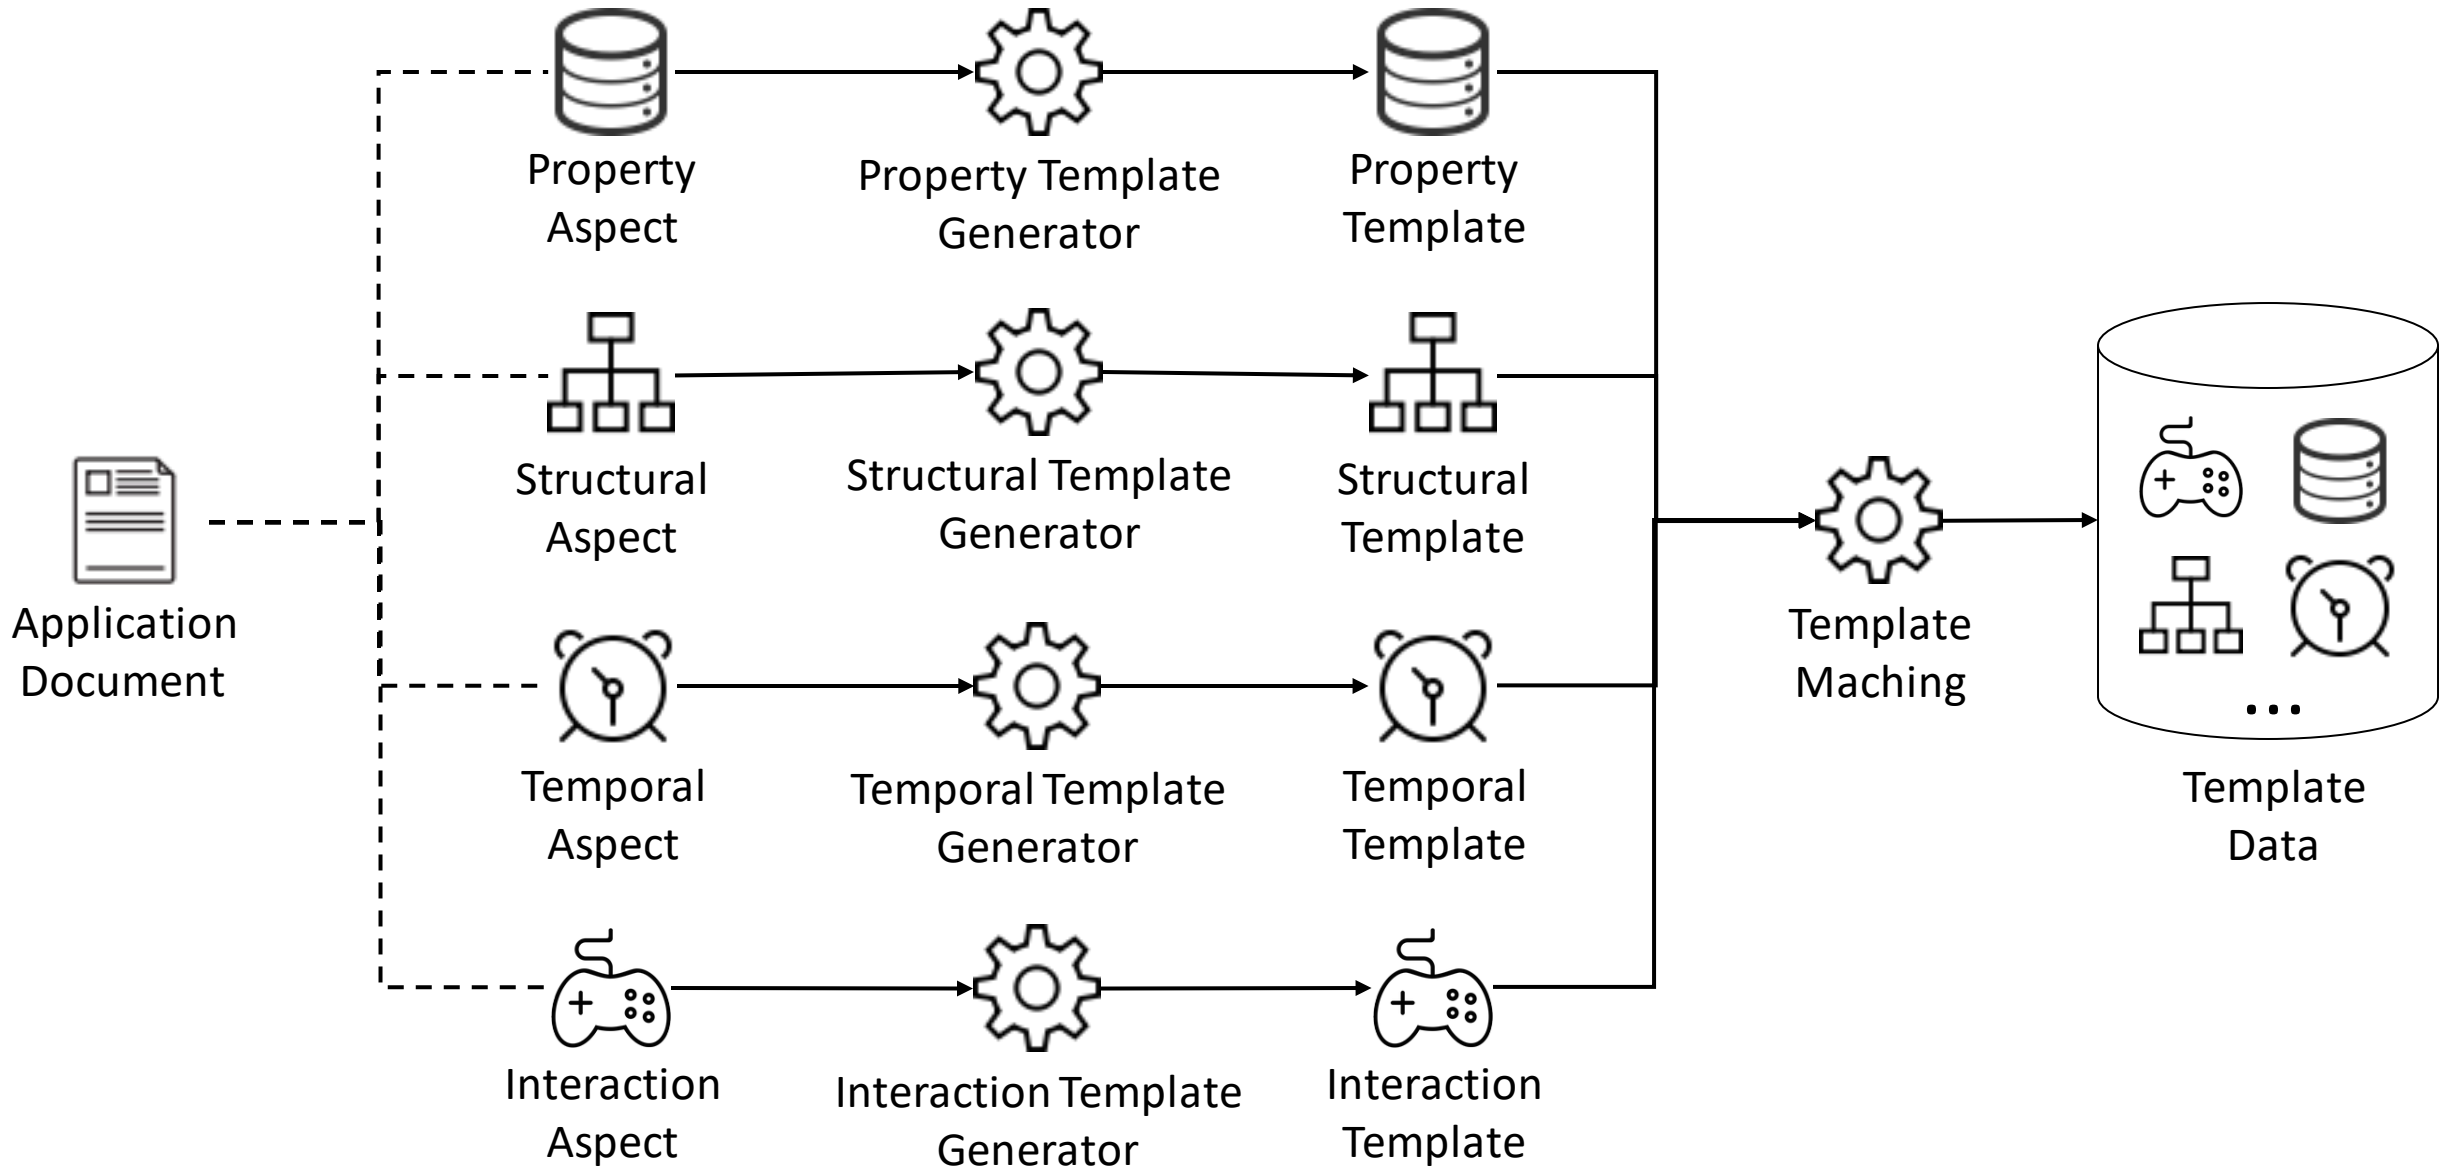 Property
Aspect
Property Template
Generator
Property
Template
Structural
Aspect
Structural Template
Generator
Structural
Template
Application
Document
Template
Maching
Temporal
Aspect
Temporal Template
Generator
Temporal
Template
...
Template
Data
Interaction
Aspect
Interaction Template
Generator
Interaction
Template